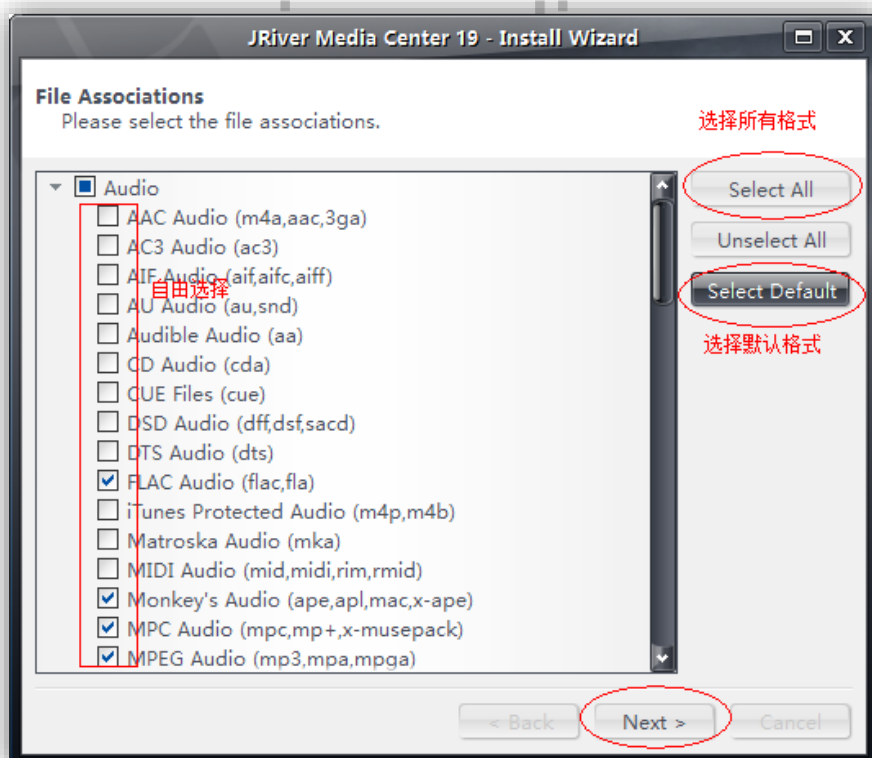 JRiver Media Center 19 - Install Wizard
File Associations
Please select the file associations.
选择所有格式
Audio
Select All
AAC Audio (m4a,aac,3ga)
AC3 Audio (ac3)
Unselect All
AIF Audio (aif,aifc,aiff)
自由选择
Select Default
AU Audio (au,snd)
Audible Audio (aa)
选择默认格式
CD Audio (cda)
CUE Files (cue)
DSD Audio (dff,dsf,sacd)
DTS Audio (dts)
FLAC Audio (flac,fla)
iTunes Protected Audio (m4p,m4b)
Matroska Audio (mka)
MIDI Audio (mid,midi,rim,rmid)
Monkey's Audio (ape,apl,mac,x-ape)
MPC Audio (mpc,mp+,x-musepack)
MPEG Audio (mp3,mpa,mpga)
< Back
Next >
Cancel